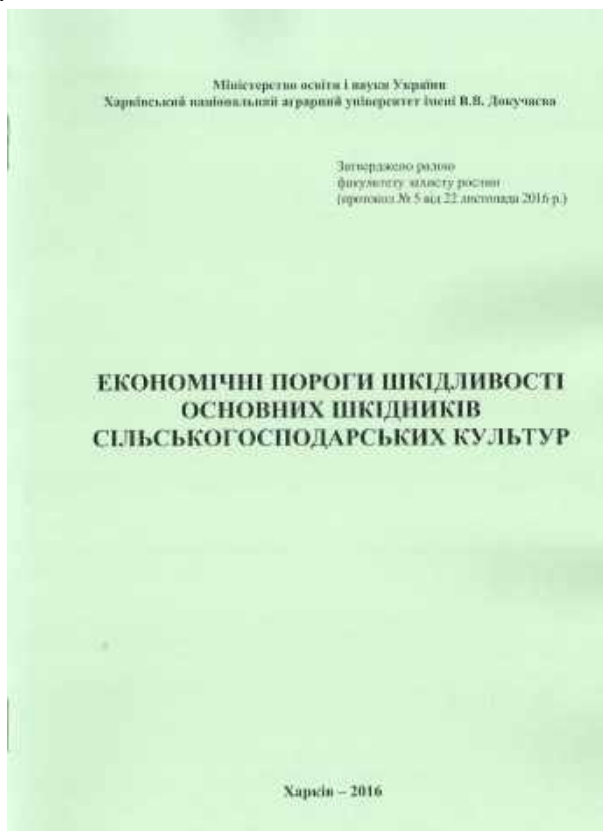 Міністерство освіти і науки України
Харківський національний аграрний університет імені В.В. Докучаєва
Затверджено радою
факультету захисту рослин
(протокол № 5 від 22 листопада 2016 р.)
ЕКОНОМІЧНІ ПОРОГИ ШКІДЛИВОСТІ
ОСНОВНИХ ШКІДНИКІВ
СІЛЬСЬКОГОСПОДАРСЬКИХ КУЛЬТУР
Харків – 2016